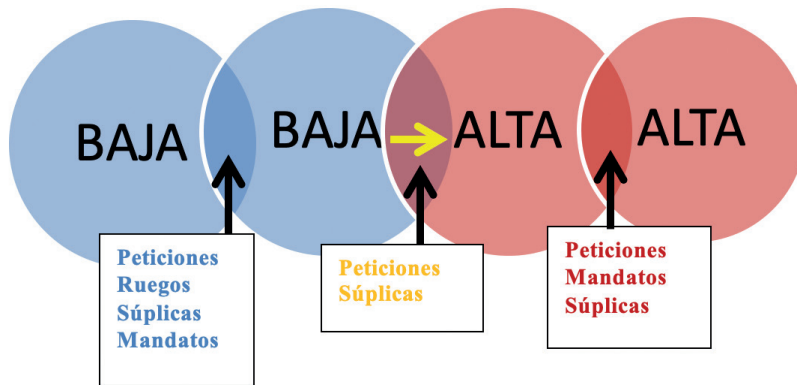 BAJA
BAJA
ALTA
ALTA
Peticiones
Ruegos
Súplicas
Mandatos
Peticiones
Súplicas
Peticiones
Mandatos
Súplicas